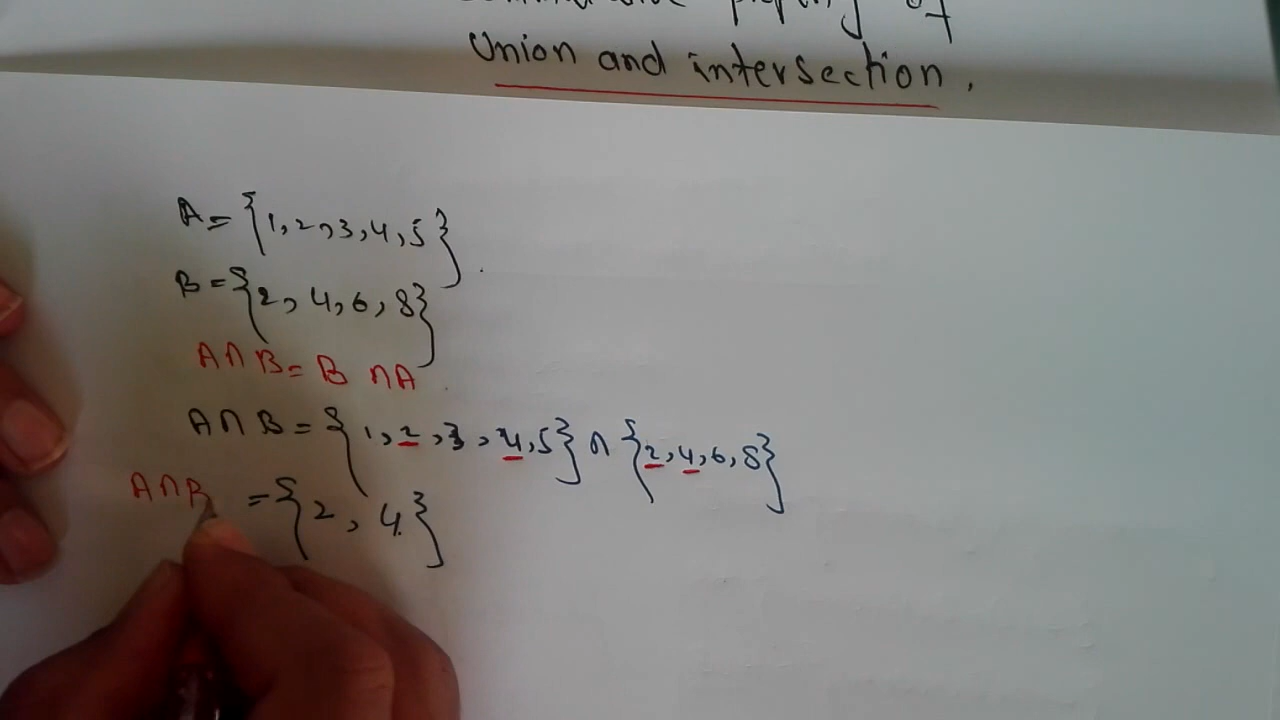 of
Union and intersection.
A = {1, 2, 3, 4, 5}.
B = {2, 4, 6, 8}
A ∩ B = B ∩ A
A ∩ B = {1, 2, 3, 4, 5} ∩ {2, 4, 6, 8}
A ∩ B = {2, 4}